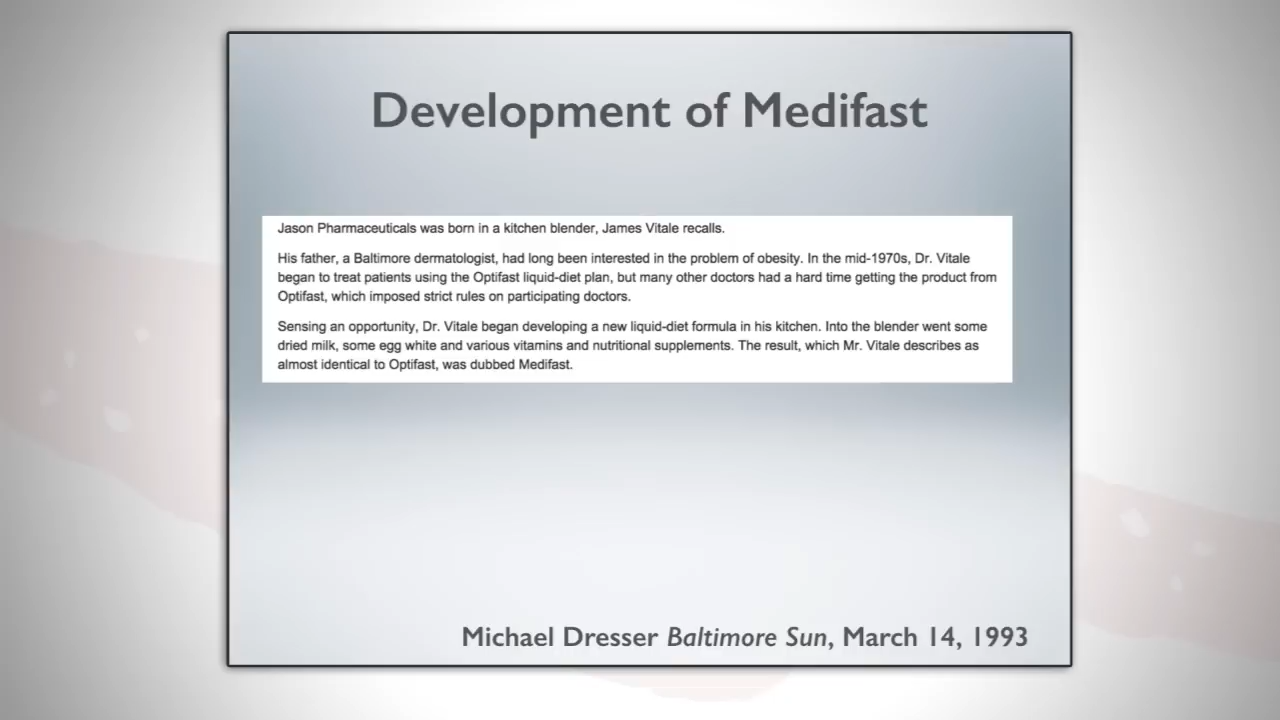 Development of Medifast
Jason Pharmaceuticals was born in a kitchen blender, James Vitale recalls.
His father, a Baltimore dermatologist, had long been interested in the problem of obesity. In the mid-1970s, Dr. Vitale
began to treat patients using the Optifast liquid-diet plan, but many other doctors had a hard time getting the product from
Optifast, which imposed strict rules on participating doctors.
Sensing an opportunity, Dr. Vitale began developing a new liquid-diet formula in his kitchen. Into the blender went some
dried milk, some egg white and various vitamins and nutritional supplements. The result, which Mr. Vitale describes as
almost identical to Optifast, was dubbed Medifast.
Michael Dresser Baltimore Sun, March 14, 1993